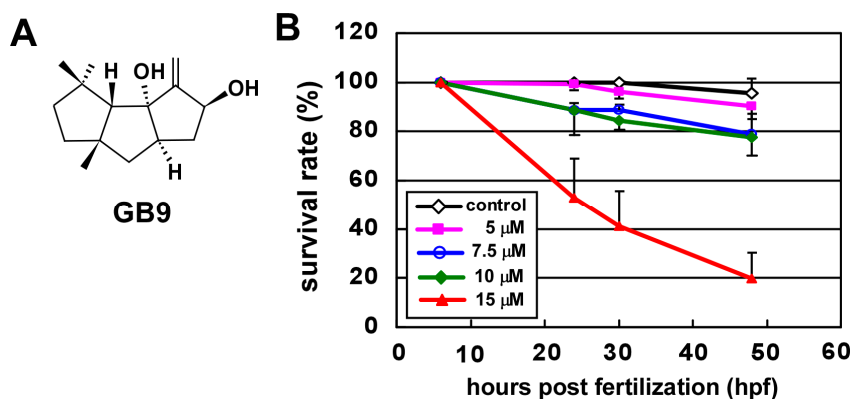 A
H
OH
OH
H
GB9
B
survival rate (%)
120
100
80
60
40
20
0
control
5 μM
7.5 μM
10 μM
15 μM
0 10 20 30 40 50 60
hours post fertilization (hpf)